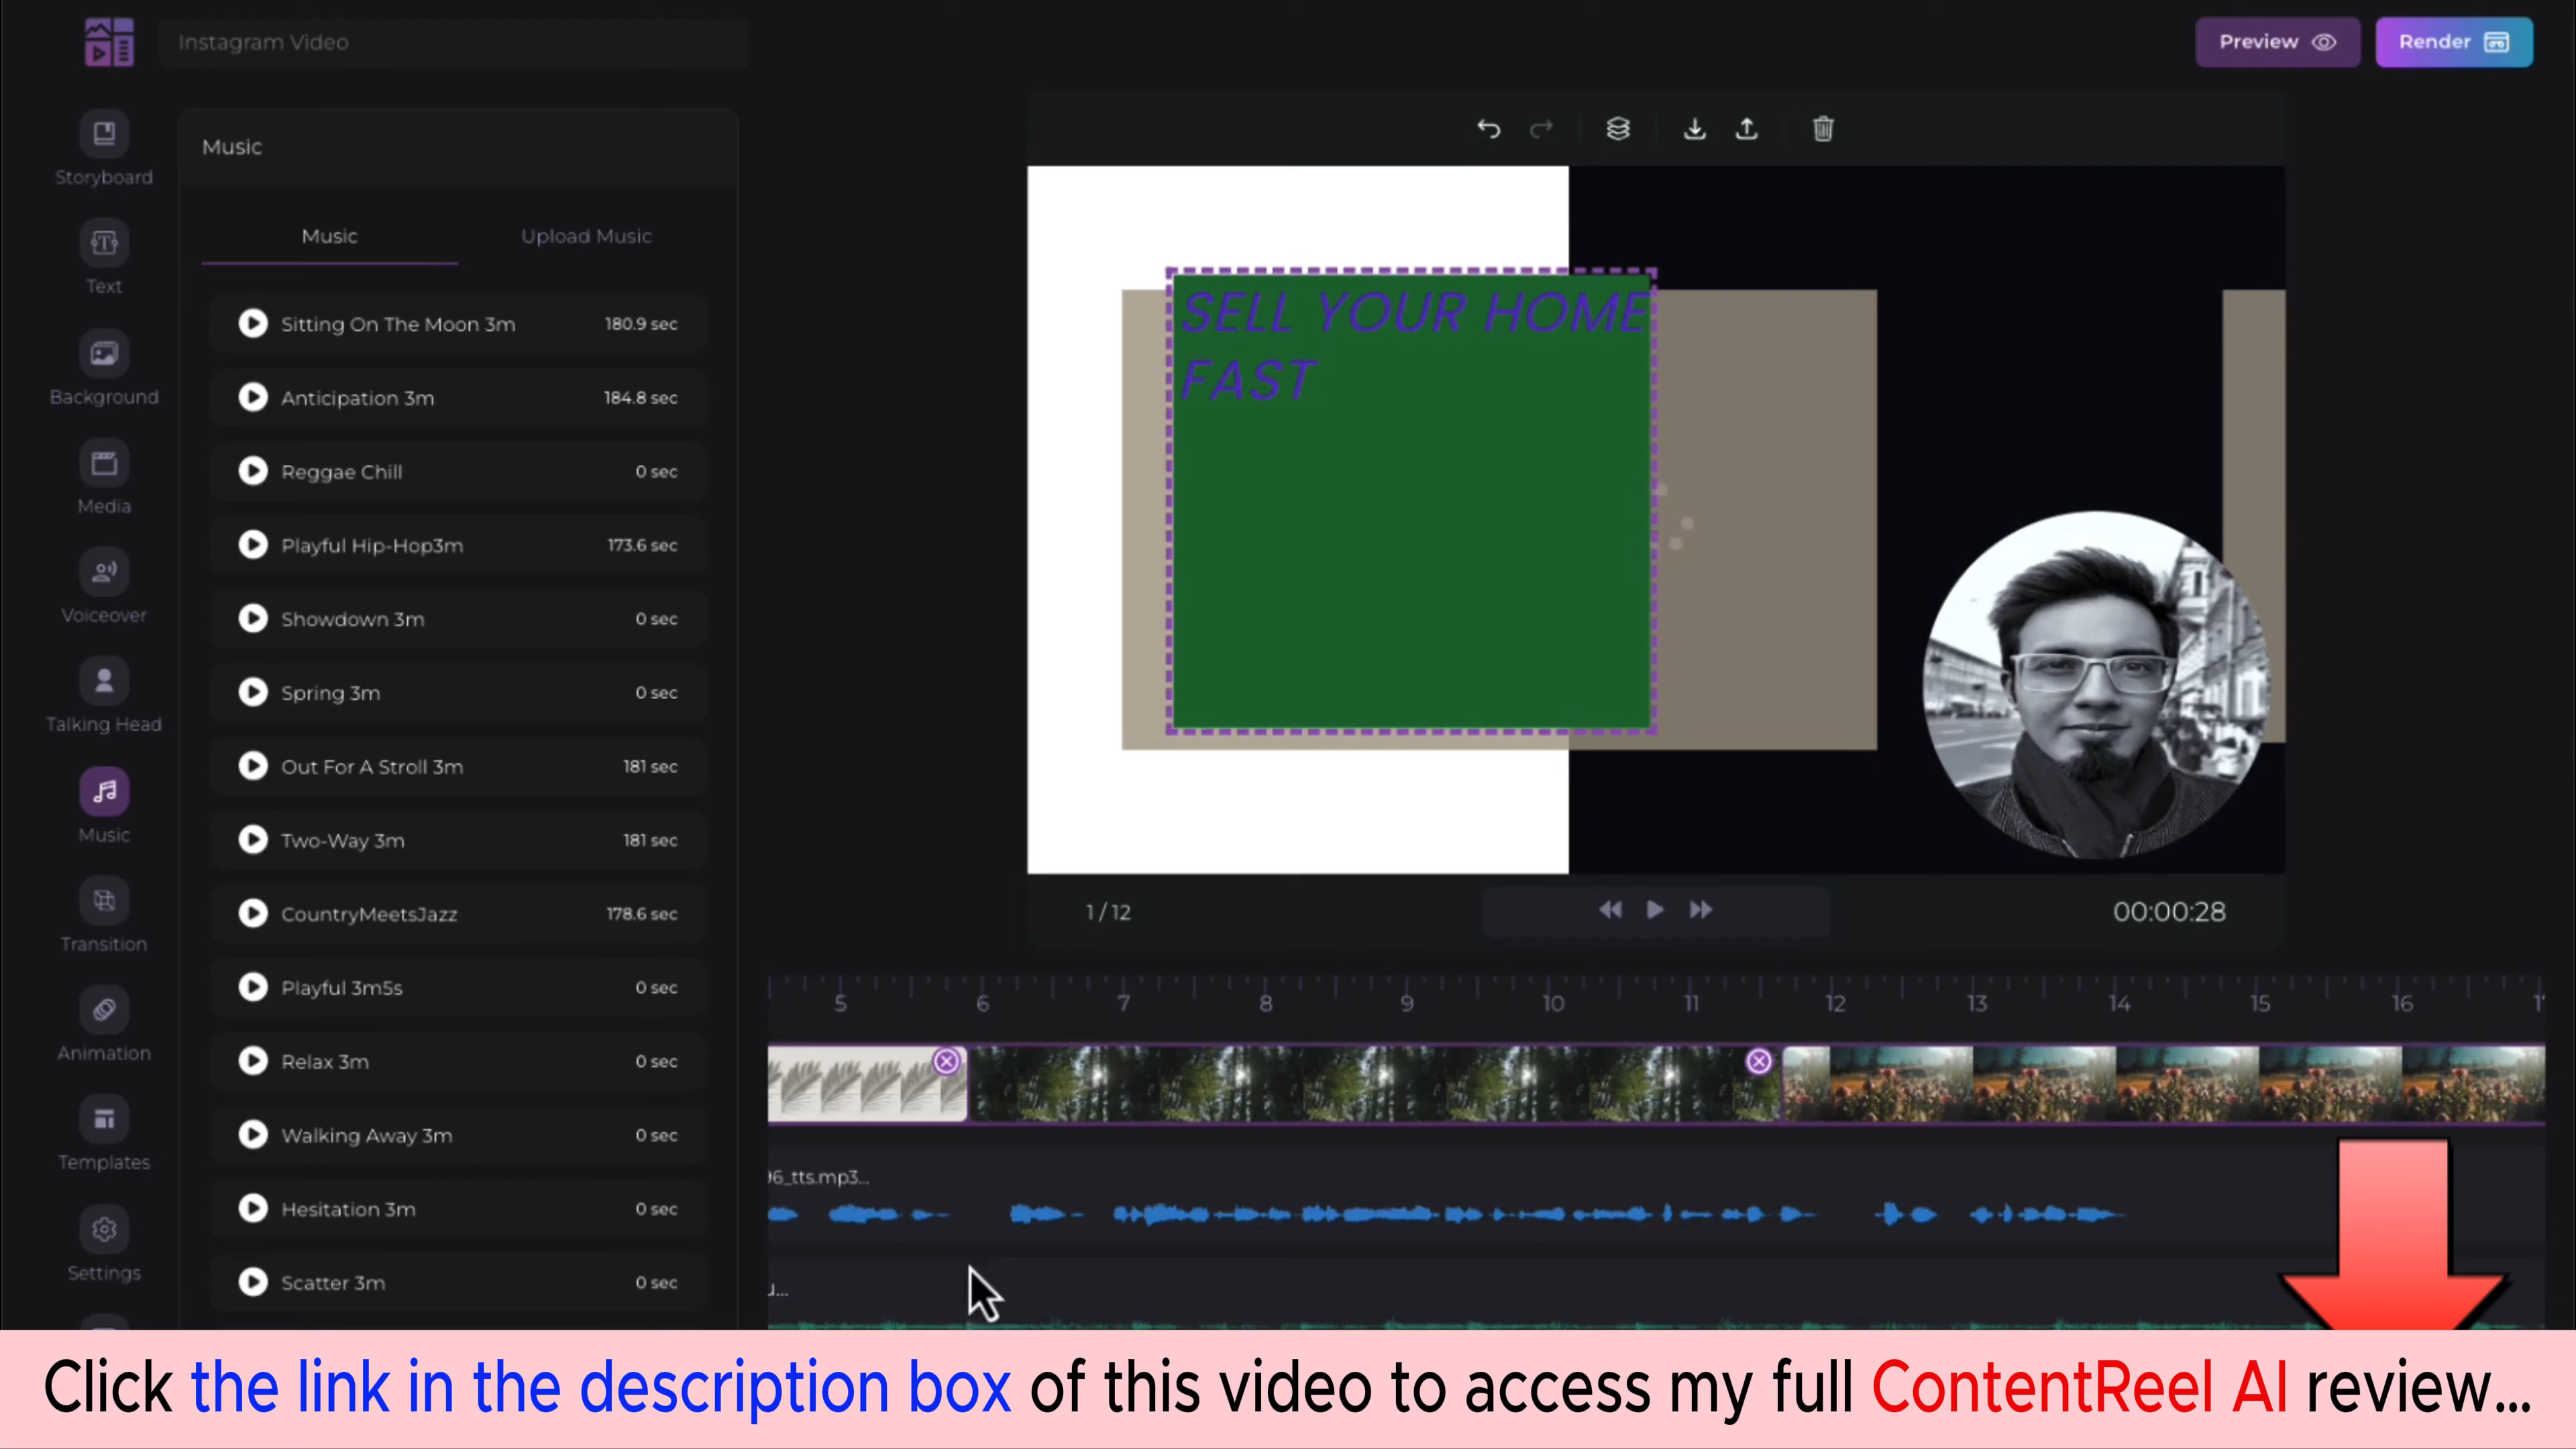 Instagram Video
Preview
Render
Storyboard
Text
Background
Media
Voiceover
Talking Head
Music
Transition
Animation
Templates
Settings
Music
Music
Upload Music
Sitting On The Moon 3m 180.9 sec
Anticipation 3m 184.8 sec
Reggae Chill 0 sec
Playful Hip-Hop3m 173.6 sec
Showdown 3m 0 sec
Spring 3m 0 sec
Out For A Stroll 3m 181 sec
Two-Way 3m 181 sec
CountryMeetsJazz 178.6 sec
Playful 3m5s 0 sec
Relax 3m 0 sec
Walking Away 3m 0 sec
Hesitation 3m 0 sec
Scatter 3m 0 sec
SELL YOUR HOME
FAST
1 / 12
00:00:28
5 6 7 8 9 10 11 12 13 14 15 16
96_tts.mp3...
u...
Click the link in the description box of this video to access my full ContentReel AI review...